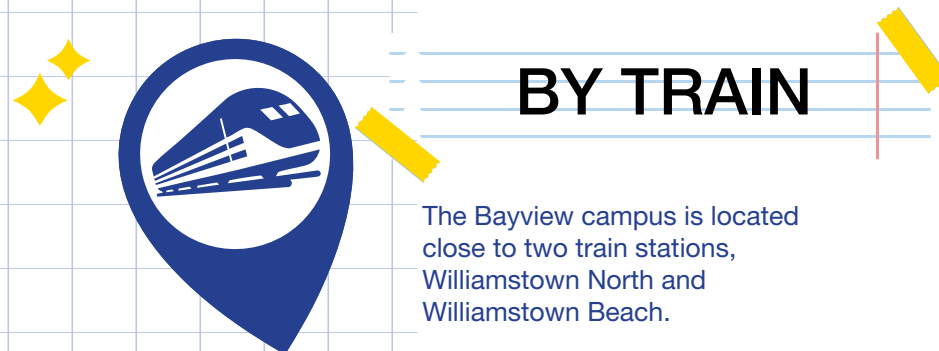 BY TRAIN
The Bayview campus is located
close to two train stations,
Williamstown North and
Williamstown Beach.